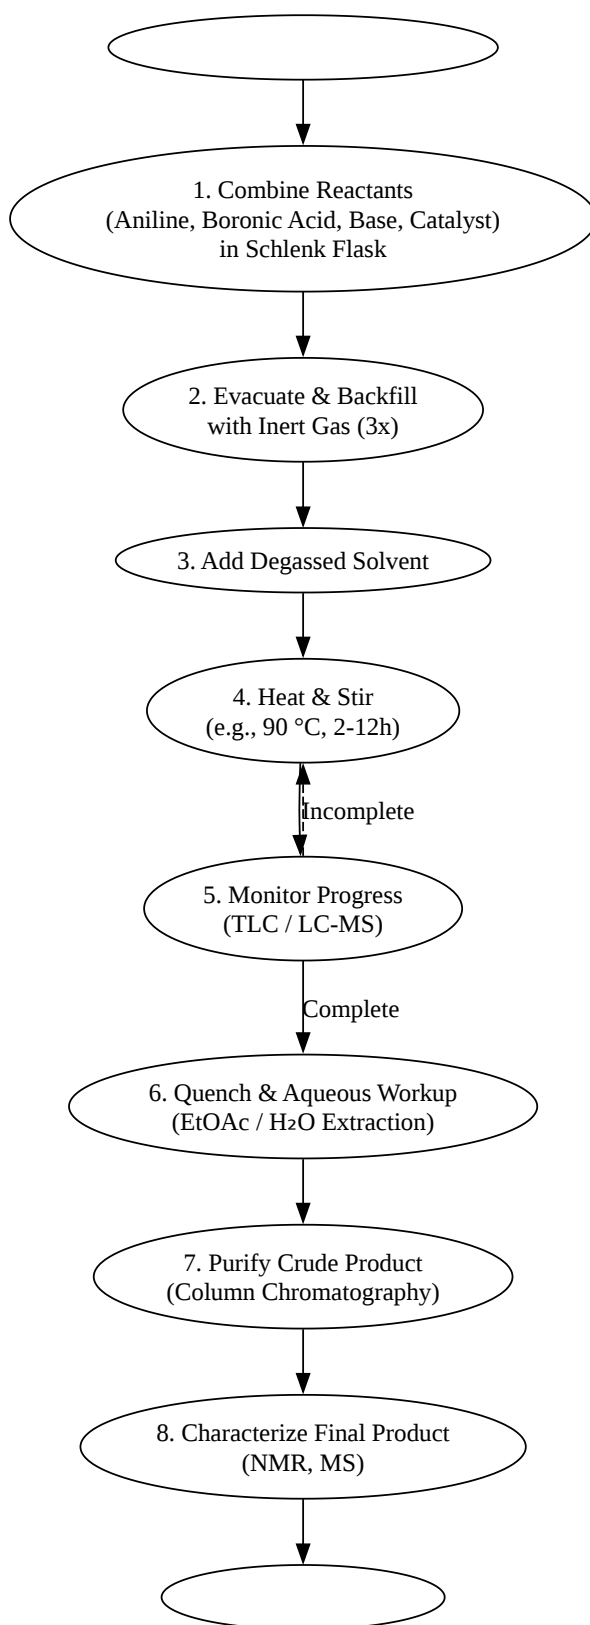 1. Combine Reactants
(Aniline, Boronic Acid, Base, Catalyst)
in Schlenk Flask
2. Evacuate & Backfill
with Inert Gas (3x)
3. Add Degassed Solvent
4. Heat & Stir
(e.g., 90 °C, 2-12h)
Incomplete
5. Monitor Progress
(TLC / LC-MS)
Complete
6. Quench & Aqueous Workup
(EtOAc / H₂O Extraction)
7. Purify Crude Product
(Column Chromatography)
8. Characterize Final Product
(NMR, MS)